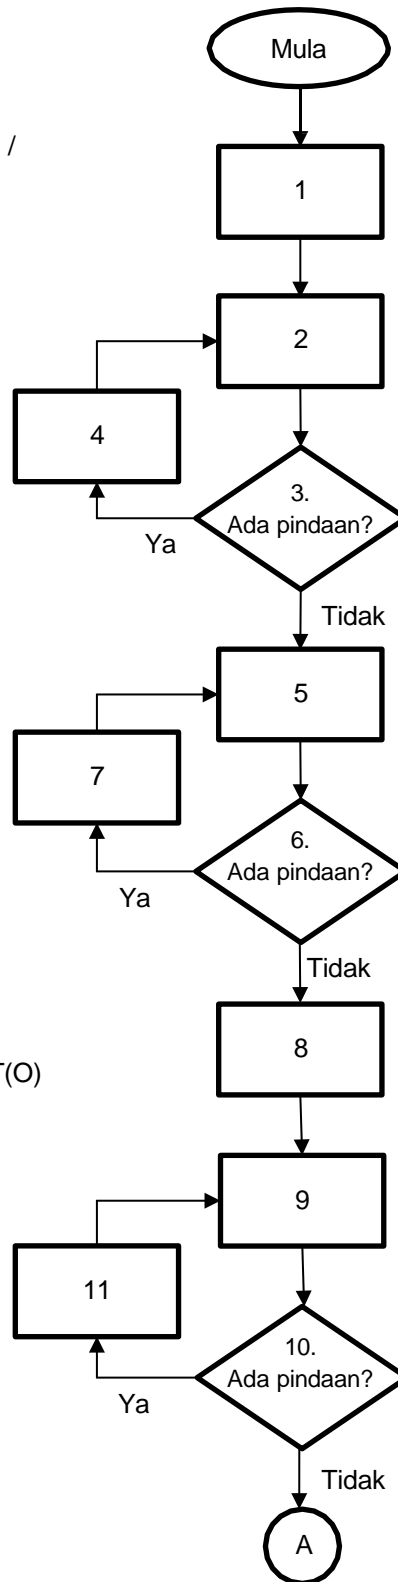 Mula
/
1
2
4
3.
Ada pindaan?
Ya
Tidak
5
7
6.
Ada pindaan?
Ya
Tidak
8
T(O)
9
11
10.
Ada pindaan?
Ya
Tidak
A